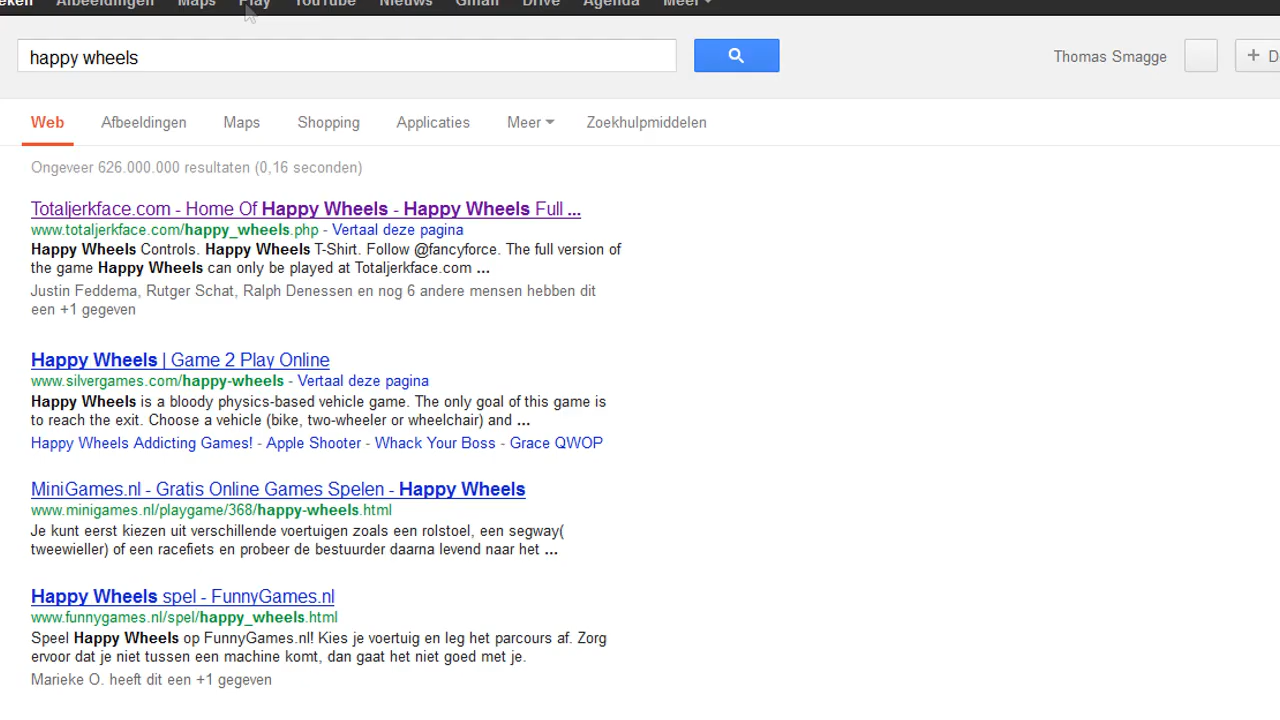 Zoeken Afbeeldingen Maps Play YouTube Nieuws Gmail Drive Agenda Meer
happy wheels
Thomas Smagge
+ D
Web Afbeeldingen Maps Shopping Applicaties Meer Zoekhulpmiddelen
Ongeveer 626.000.000 resultaten (0,16 seconden)
Totaljerkface.com - Home Of Happy Wheels - Happy Wheels Full ...
www.totaljerkface.com/happy_wheels.php - Vertaal deze pagina
Happy Wheels Controls. Happy Wheels T-Shirt. Follow @fancyforce. The full version of
the game Happy Wheels can only be played at Totaljerkface.com ...
Justin Feddema, Rutger Schat, Ralph Denessen en nog 6 andere mensen hebben dit
een +1 gegeven
Happy Wheels | Game 2 Play Online
www.silvergames.com/happy-wheels - Vertaal deze pagina
Happy Wheels is a bloody physics-based vehicle game. The only goal of this game is
to reach the exit. Choose a vehicle (bike, two-wheeler or wheelchair) and ...
Happy Wheels Addicting Games! - Apple Shooter - Whack Your Boss - Grace QWOP
MiniGames.nl - Gratis Online Games Spelen - Happy Wheels
www.minigames.nl/playgame/368/happy-wheels.html
Je kunt eerst kiezen uit verschillende voertuigen zoals een rolstoel, een segway(
tweewieller) of een racefiets en probeer de bestuurder daarna levend naar het ...
Happy Wheels spel - FunnyGames.nl
www.funnygames.nl/spel/happy_wheels.html
Speel Happy Wheels op FunnyGames.nl! Kies je voertuig en leg het parcours af. Zorg
ervoor dat je niet tussen een machine komt, dan gaat het niet goed met je.
Marieke O. heeft dit een +1 gegeven